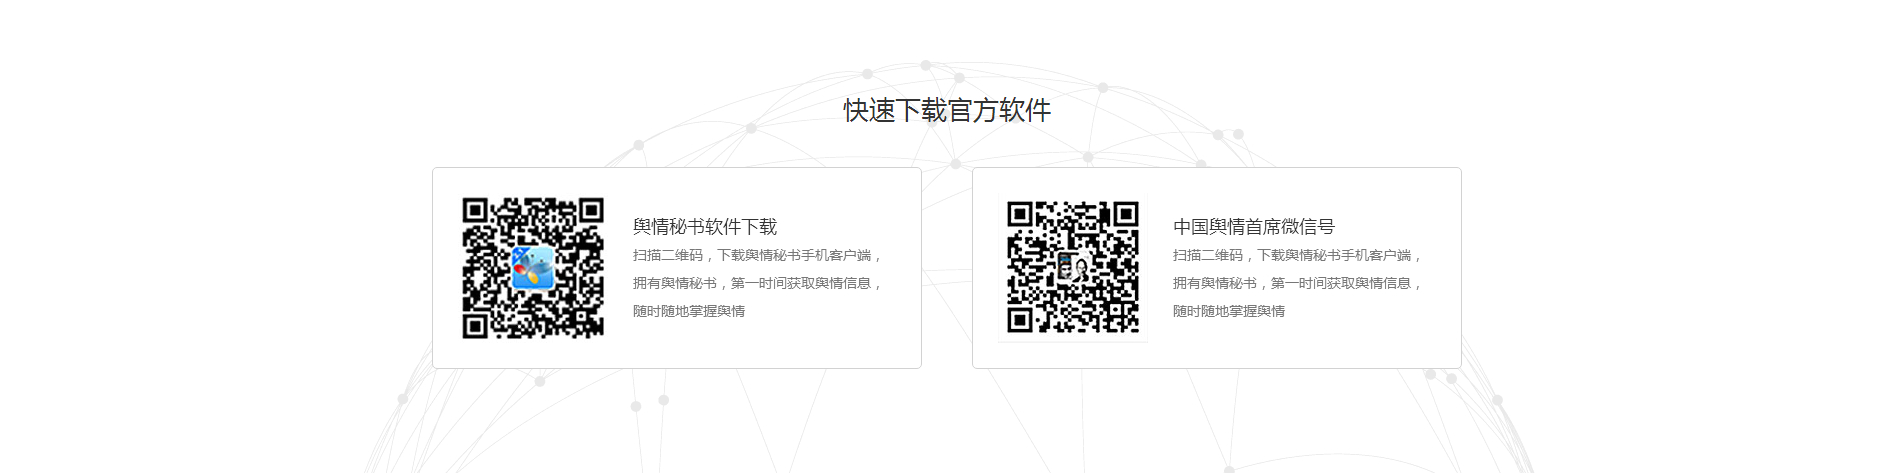 快速下载官方软件
舆情秘书软件下载
扫描二维码，下载舆情秘书手机客户端，
拥有舆情秘书，第一时间获取舆情信息，
随时随地掌握舆情
中国舆情首席微信号
扫描二维码，下载舆情秘书手机客户端，
拥有舆情秘书，第一时间获取舆情信息，
随时随地掌握舆情